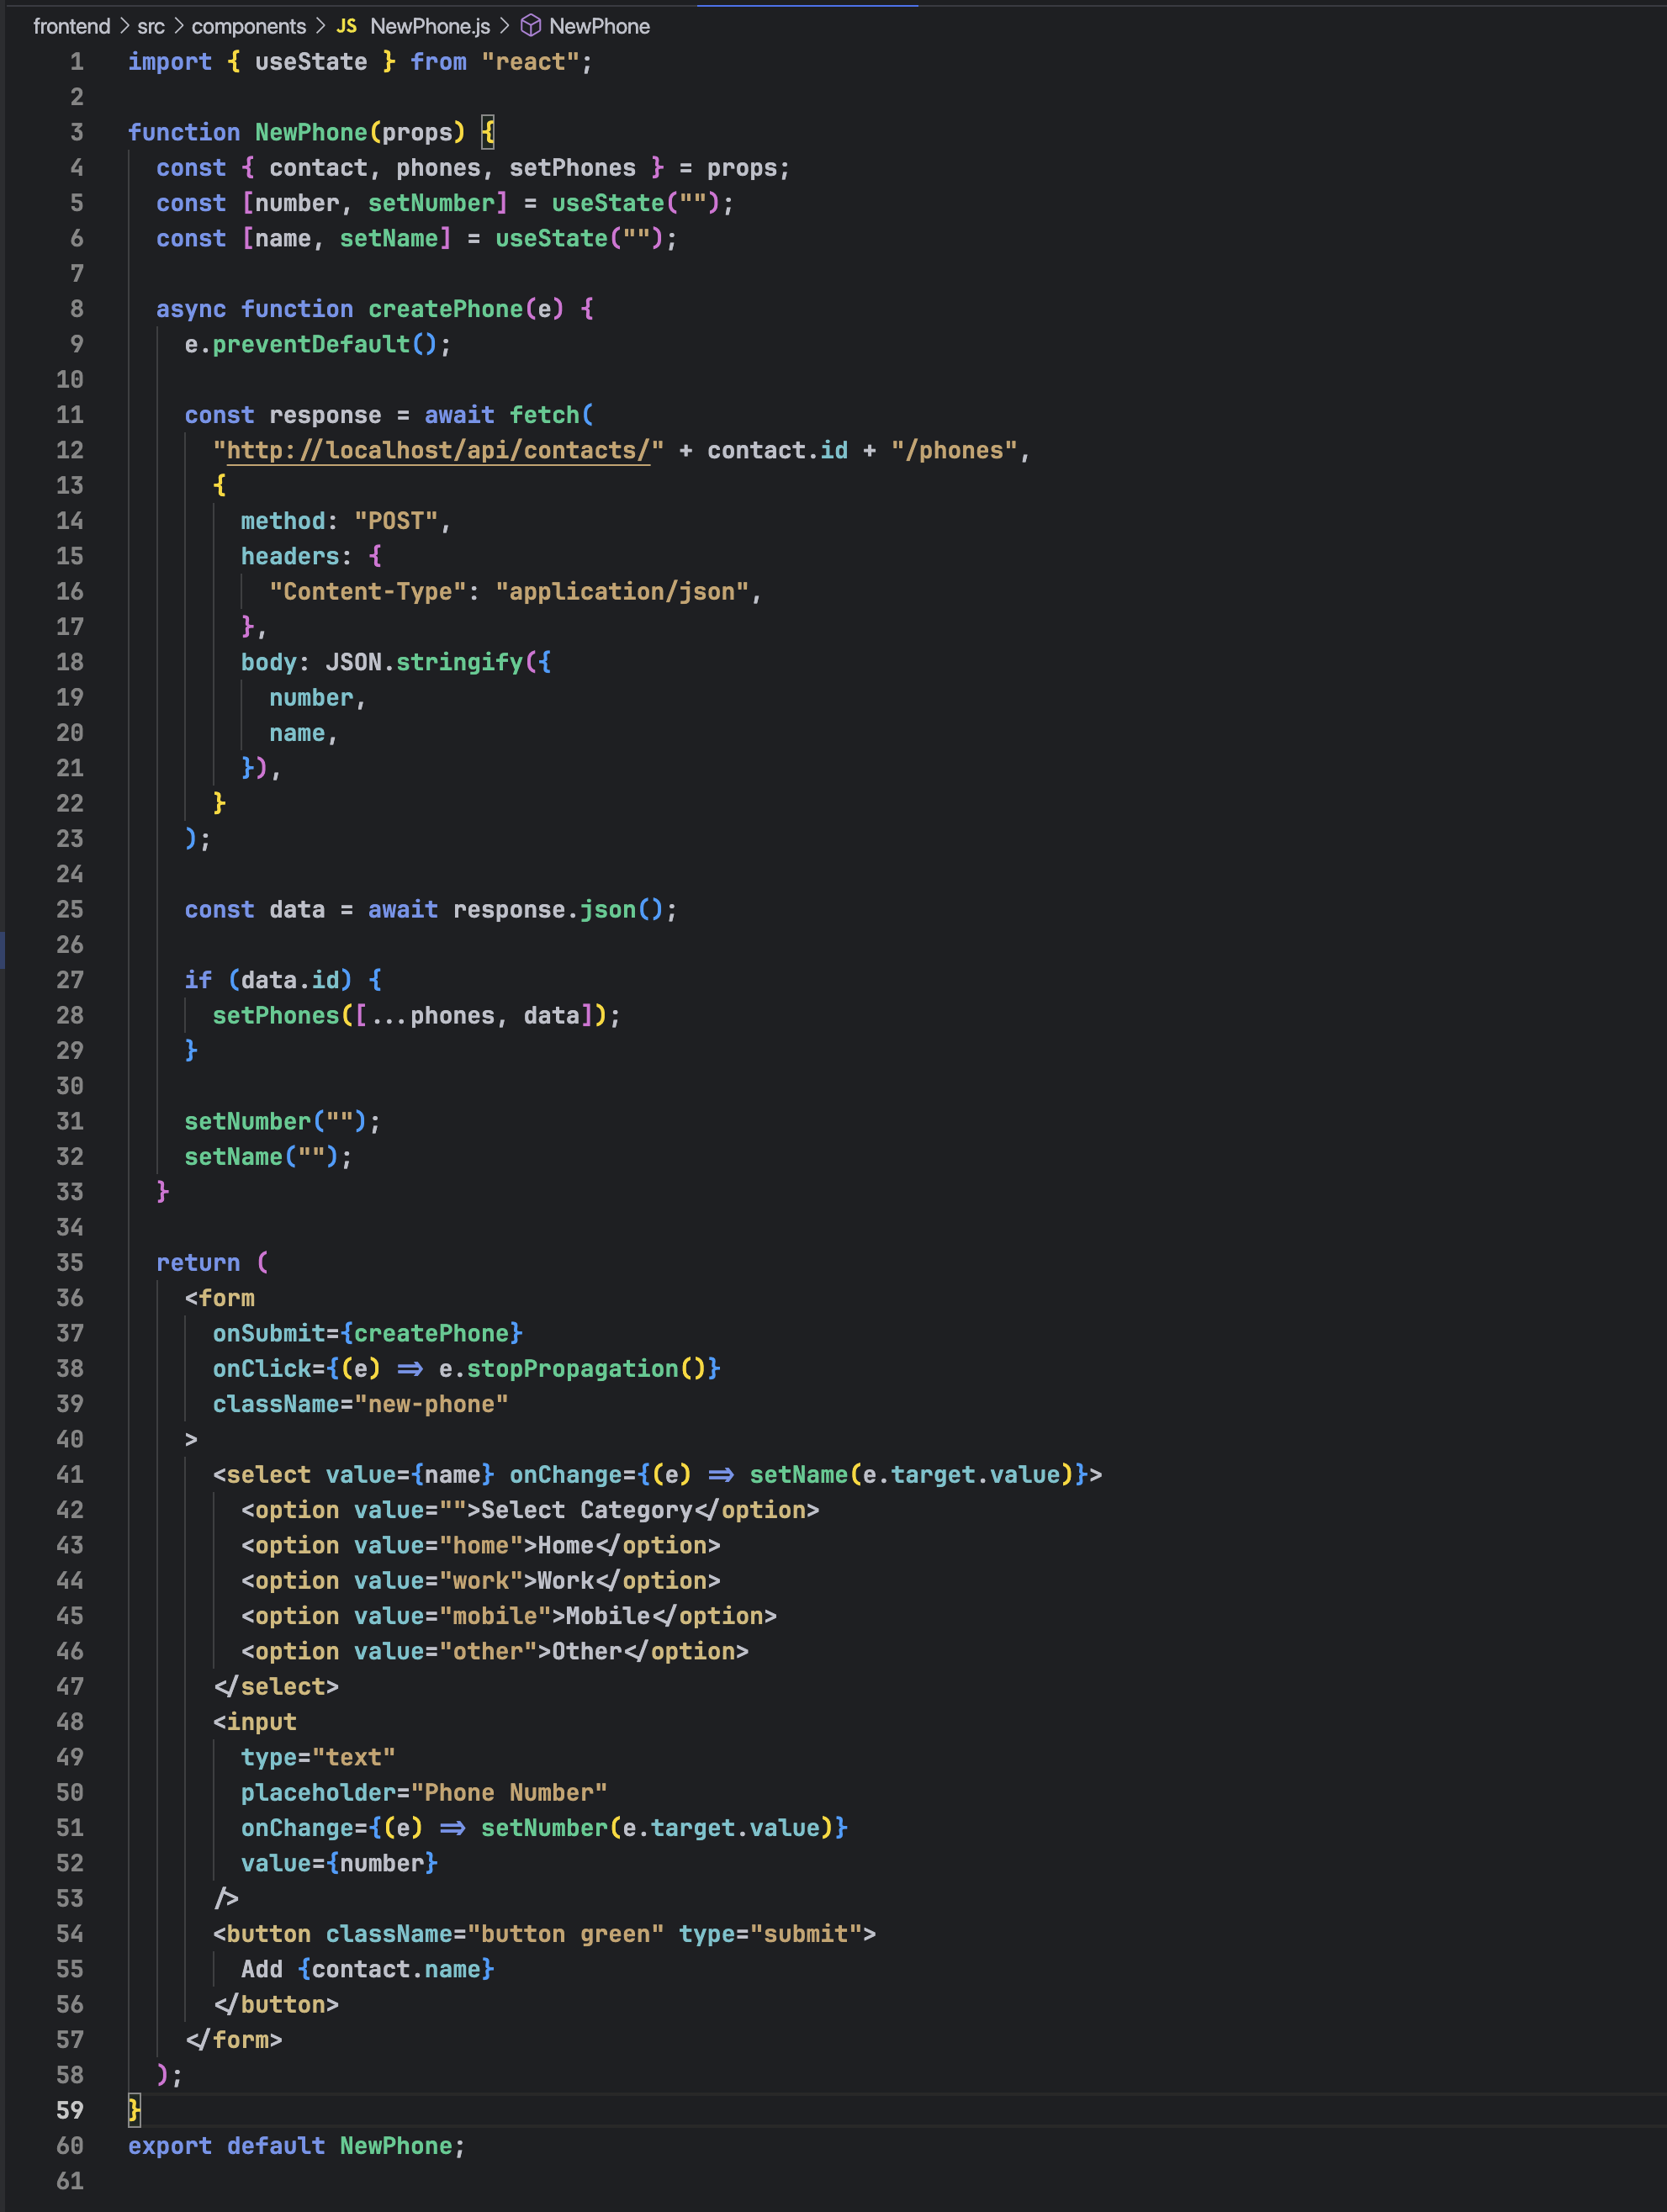 frontend > src > components > JS NewPhone.js > NewPhone
1 import { useState } from "react";
2
3 function NewPhone(props) {
4   const { contact, phones, setPhones } = props;
5   const [number, setNumber] = useState("");
6   const [name, setName] = useState("");
7
8   async function createPhone(e) {
9     e.preventDefault();
10
11     const response = await fetch(
12       "http://localhost/api/contacts/" + contact.id + "/phones",
13       {
14         method: "POST",
15         headers: {
16           "Content-Type": "application/json",
17         },
18         body: JSON.stringify({
19           number,
20           name,
21         }),
22       }
23     );
24
25     const data = await response.json();
26
27     if (data.id) {
28       setPhones([...phones, data]);
29     }
30
31     setNumber("");
32     setName("");
33   }
34
35   return (
36     <form
37       onSubmit={createPhone}
38       onClick={(e) => e.stopPropagation()}
39       className="new-phone"
40     >
41       <select value={name} onChange={(e) => setName(e.target.value)}>
42         <option value="">Select Category</option>
43         <option value="home">Home</option>
44         <option value="work">Work</option>
45         <option value="mobile">Mobile</option>
46         <option value="other">Other</option>
47       </select>
48       <input
49         type="text"
50         placeholder="Phone Number"
51         onChange={(e) => setNumber(e.target.value)}
52         value={number}
53       />
54       <button className="button green" type="submit">
55         Add {contact.name}
56       </button>
57     </form>
58   );
59 }
60 export default NewPhone;
61